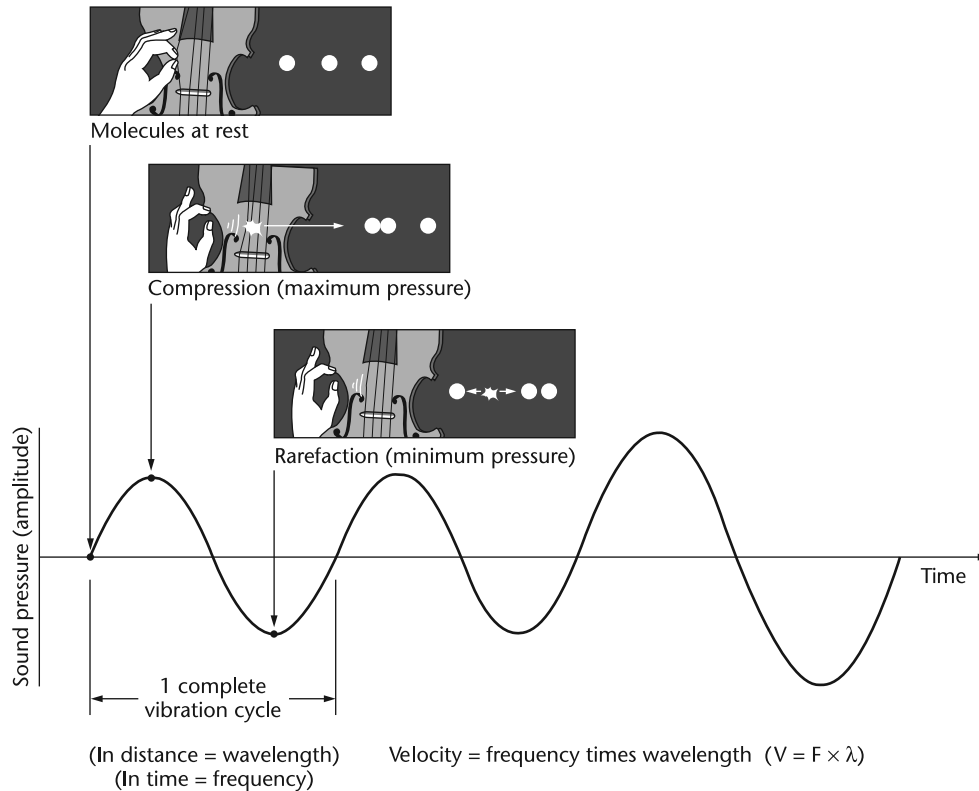 Molecules at rest
Compression (maximum pressure)
Rarefaction (minimum pressure)
Sound pressure (amplitude)
Time
1 complete
vibration cycle
(In distance = wavelength)
(In time = frequency)
Velocity = frequency times wavelength (V = F × λ)